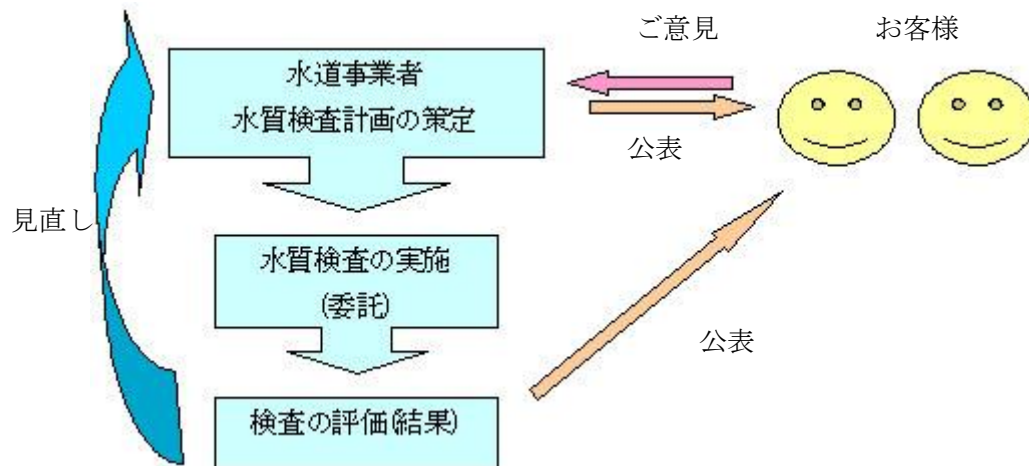 ご意見
お客様
水道事業者
水質検査計画の策定
公表
見直し
水質検査の実施
(委託)
公表
検査の評価(結果)